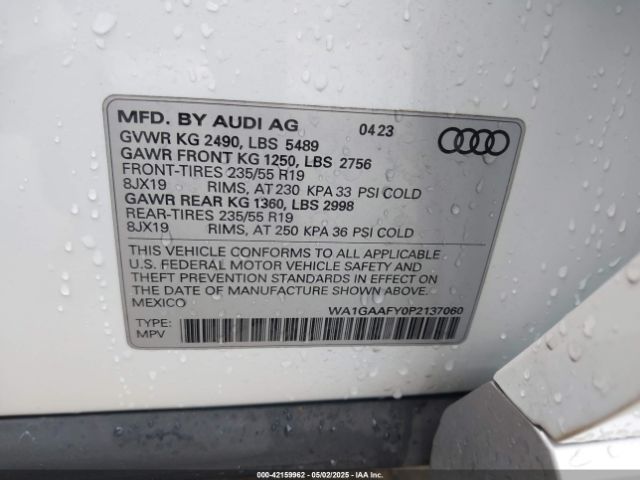 MFD. BY AUDI AG 04 23
GVWR KG 2490, LBS 5489
GAWR FRONT KG 1250, LBS 2756
FRONT-TIRES 235/55 R19
8JX19 RIMS, AT 230 KPA 33 PSI COLD
GAWR REAR KG 1360, LBS 2998
REAR-TIRES 235/55 R19
8JX19 RIMS, AT 250 KPA 36 PSI COLD
THIS VEHICLE CONFORMS TO ALL APPLICABLE
U.S. FEDERAL MOTOR VEHICLE SAFETY AND
THEFT PREVENTION STANDARDS IN EFFECT ON
THE DATE OF MANUFACTURE SHOWN ABOVE.
MEXICO WA1GAAFY0P2137060
TYPE:
MPV
000-42159962 - 05/02/2025 - IAAI.COM